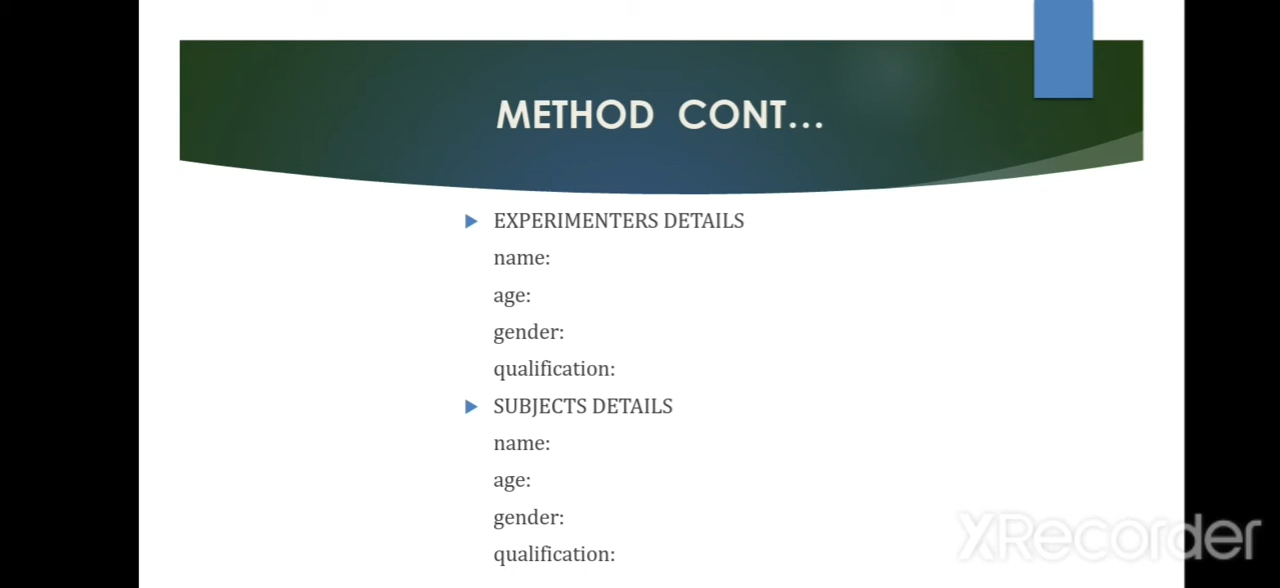 METHOD CONT...
EXPERIMENTERS DETAILS
name:
age:
gender:
qualification:
SUBJECTS DETAILS
name:
age:
gender:
qualification:
XRecorder